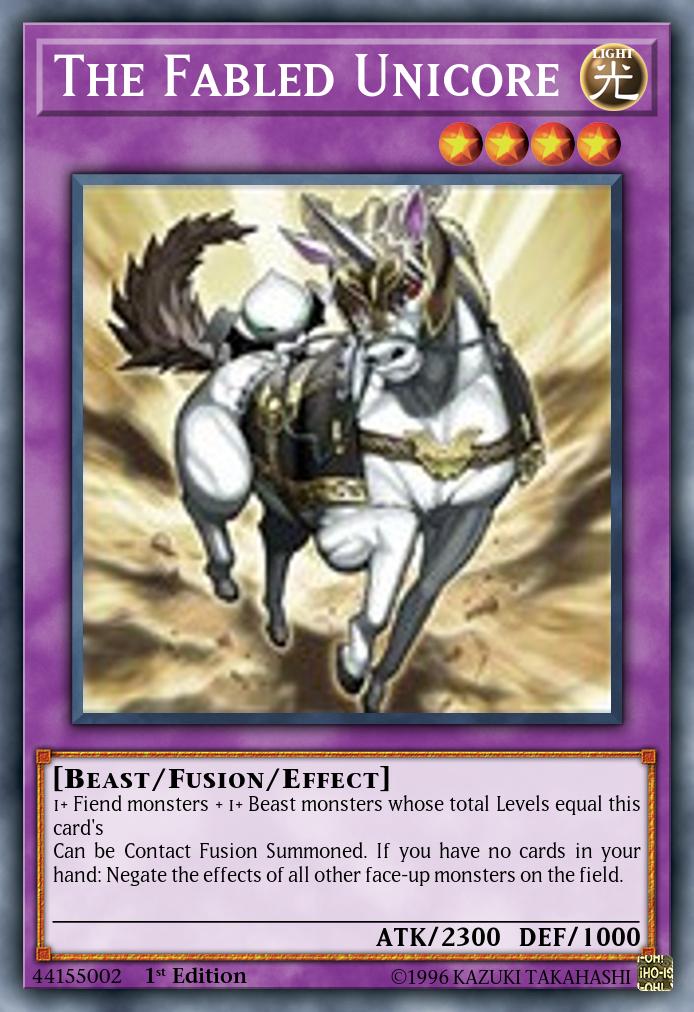 The Fabled Unicore
LIGHT
光
[Beast/Fusion/Effect]
1+ Fiend monsters + 1+ Beast monsters whose total Levels equal this
card's
Can be Contact Fusion Summoned. If you have no cards in your
hand: Negate the effects of all other face-up monsters on the field.
ATK/2300 DEF/1000
44155002 1st Edition ©1996 KAZUKI TAKAHASHI